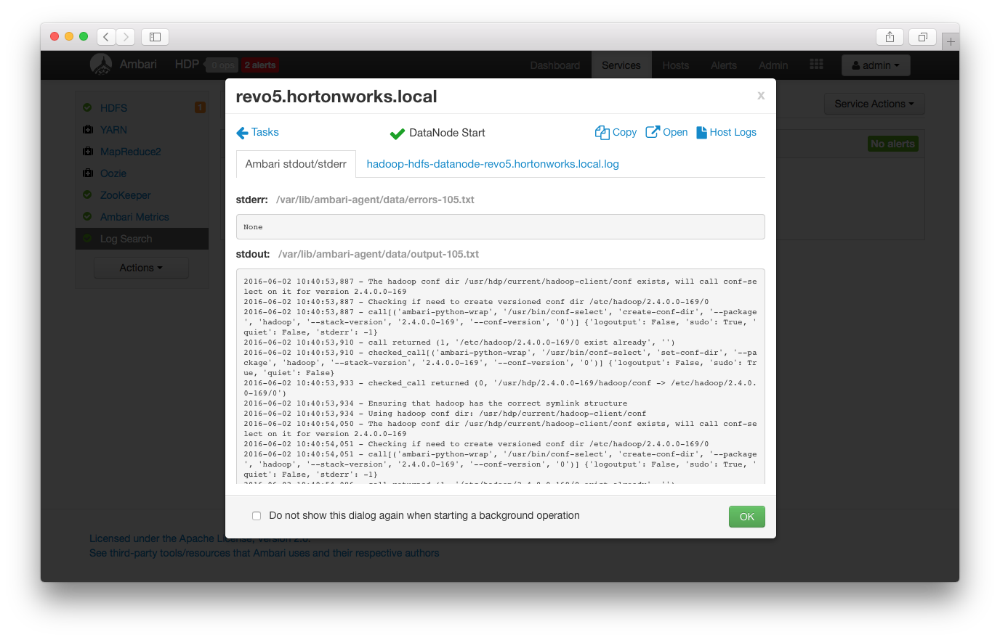 Ambari HDP 0 ops 2 alerts Dashboard Services Hosts Alerts Admin admin
HDFS 1
YARN
MapReduce2
Oozie
ZooKeeper
Ambari Metrics
Log Search
Actions
Service Actions
No alerts
revo5.hortonworks.local x
Tasks DataNode Start Copy Open Host Logs
Ambari stdout/stderr hadoop-hdfs-datanode-revo5.hortonworks.local.log
stderr: /var/lib/ambari-agent/data/errors-105.txt
None
stdout: /var/lib/ambari-agent/data/output-105.txt
2016-06-02 10:40:53,887 - The hadoop conf dir /usr/hdp/current/hadoop-client/conf exists, will call conf-se
lect on it for version 2.4.0.0-169
2016-06-02 10:40:53,887 - Checking if need to create versioned conf dir /etc/hadoop/2.4.0.0-169/0
2016-06-02 10:40:53,887 - call[('ambari-python-wrap', '/usr/bin/conf-select', 'create-conf-dir', '--package
', 'hadoop', '--stack-version', '2.4.0.0-169', '--conf-version', '0')] {'logoutput': False, 'sudo': True, '
quiet': False, 'stderr': -1}
2016-06-02 10:40:53,910 - call returned (1, '/etc/hadoop/2.4.0.0-169/0 exist already', '')
2016-06-02 10:40:53,910 - checked_call[('ambari-python-wrap', '/usr/bin/conf-select', 'set-conf-dir', '--pa
ckage', 'hadoop', '--stack-version', '2.4.0.0-169', '--conf-version', '0')] {'logoutput': False, 'sudo': Tr
ue, 'quiet': False}
2016-06-02 10:40:53,933 - checked_call returned (0, '/usr/hdp/2.4.0.0-169/hadoop/conf -> /etc/hadoop/2.4.0.
0-169/0')
2016-06-02 10:40:53,934 - Ensuring that hadoop has the correct symlink structure
2016-06-02 10:40:53,934 - Using hadoop conf dir: /usr/hdp/current/hadoop-client/conf
2016-06-02 10:40:54,050 - The hadoop conf dir /usr/hdp/current/hadoop-client/conf exists, will call conf-se
lect on it for version 2.4.0.0-169
2016-06-02 10:40:54,051 - Checking if need to create versioned conf dir /etc/hadoop/2.4.0.0-169/0
2016-06-02 10:40:54,051 - call[('ambari-python-wrap', '/usr/bin/conf-select', 'create-conf-dir', '--package
', 'hadoop', '--stack-version', '2.4.0.0-169', '--conf-version', '0')] {'logoutput': False, 'sudo': True, '
quiet': False, 'stderr': -1}
2016-06-02 10:40:54,086 - call returned (1, '/etc/hadoop/2.4.0.0-169/0 exist already', '')
Do not show this dialog again when starting a background operation OK
Licensed under the Apache License, Version 2.0.
See third-party tools/resources that Ambari uses and their respective authors